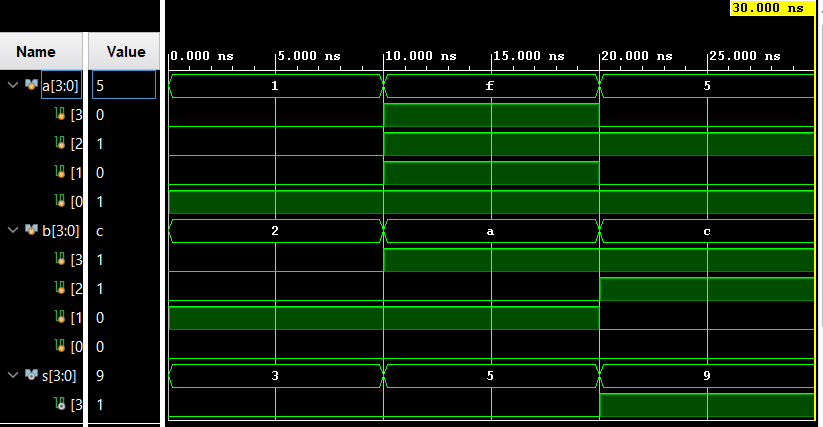 30.000 ns
Name Value
0.000 ns 5.000 ns 10.000 ns 15.000 ns 20.000 ns 25.000 ns
a[3:0] 5 1 f 5
[3 0
[2 1
[1 0
[0 1
b[3:0] c 2 a c
[3 1
[2 1
[1 0
[0 0
s[3:0] 9 3 5 9
[3 1